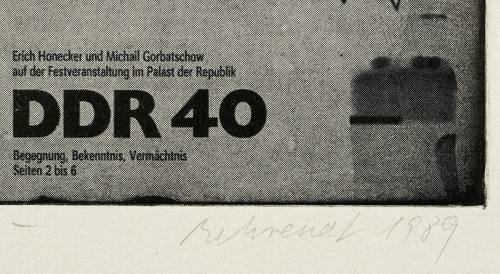 Erich Honecker und Michail Gorbatschow
auf der Festveranstaltung im Palast der Republik
DDR 40
Begegnung, Bekenntnis, Vermächtnis
Seiten 2 bis 6
Behrendt 1989